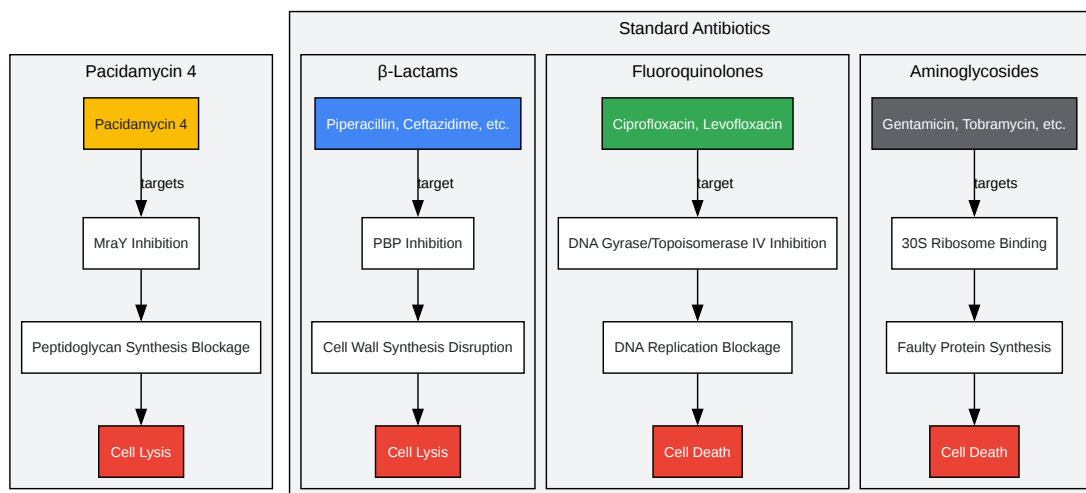 Standard Antibiotics
Pacidamycin 4
Pacidamycin 4
targets
MraY Inhibition
Peptidoglycan Synthesis Blockage
Cell Lysis
β-Lactams
Piperacillin, Ceftazidime, etc.
target
PBP Inhibition
Cell Wall Synthesis Disruption
Cell Lysis
Fluoroquinolones
Ciprofloxacin, Levofloxacin
target
DNA Gyrase/Topoisomerase IV Inhibition
DNA Replication Blockage
Cell Death
Aminoglycosides
Gentamicin, Tobramycin, etc.
targets
30S Ribosome Binding
Faulty Protein Synthesis
Cell Death